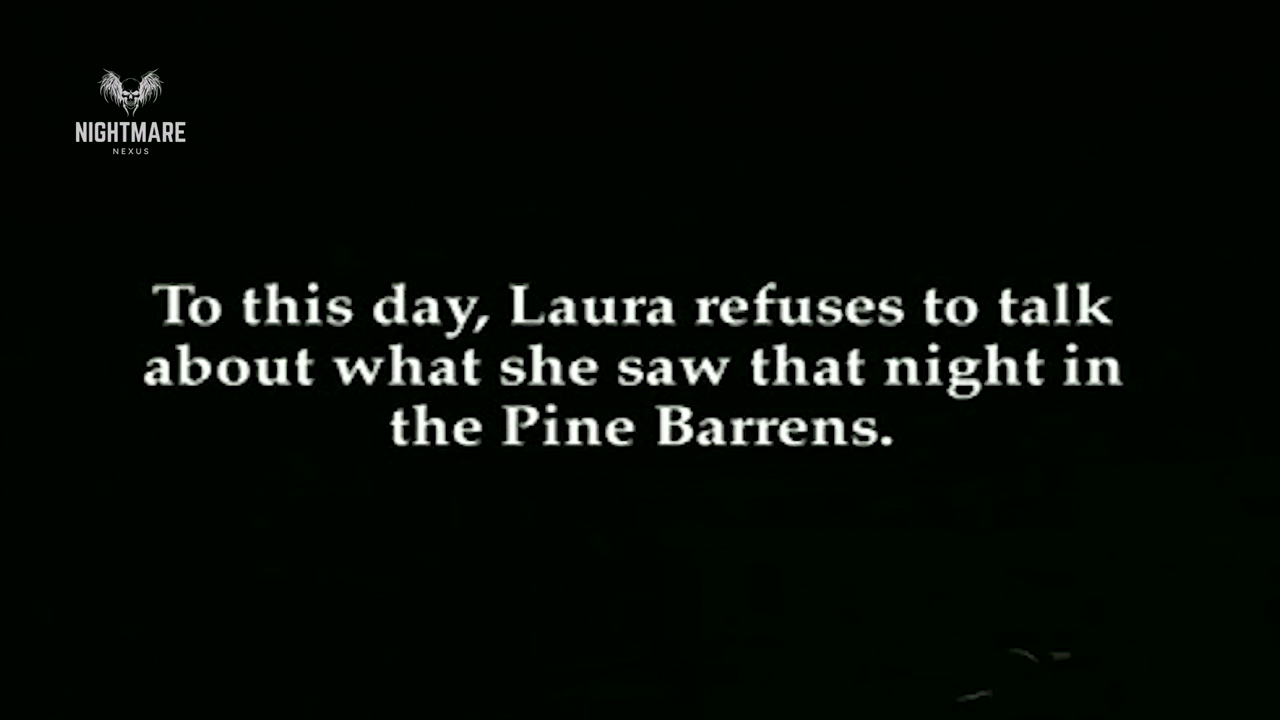 NIGHTMARE
NEXUS
To this day, Laura refuses to talk
about what she saw that night in
the Pine Barrens.